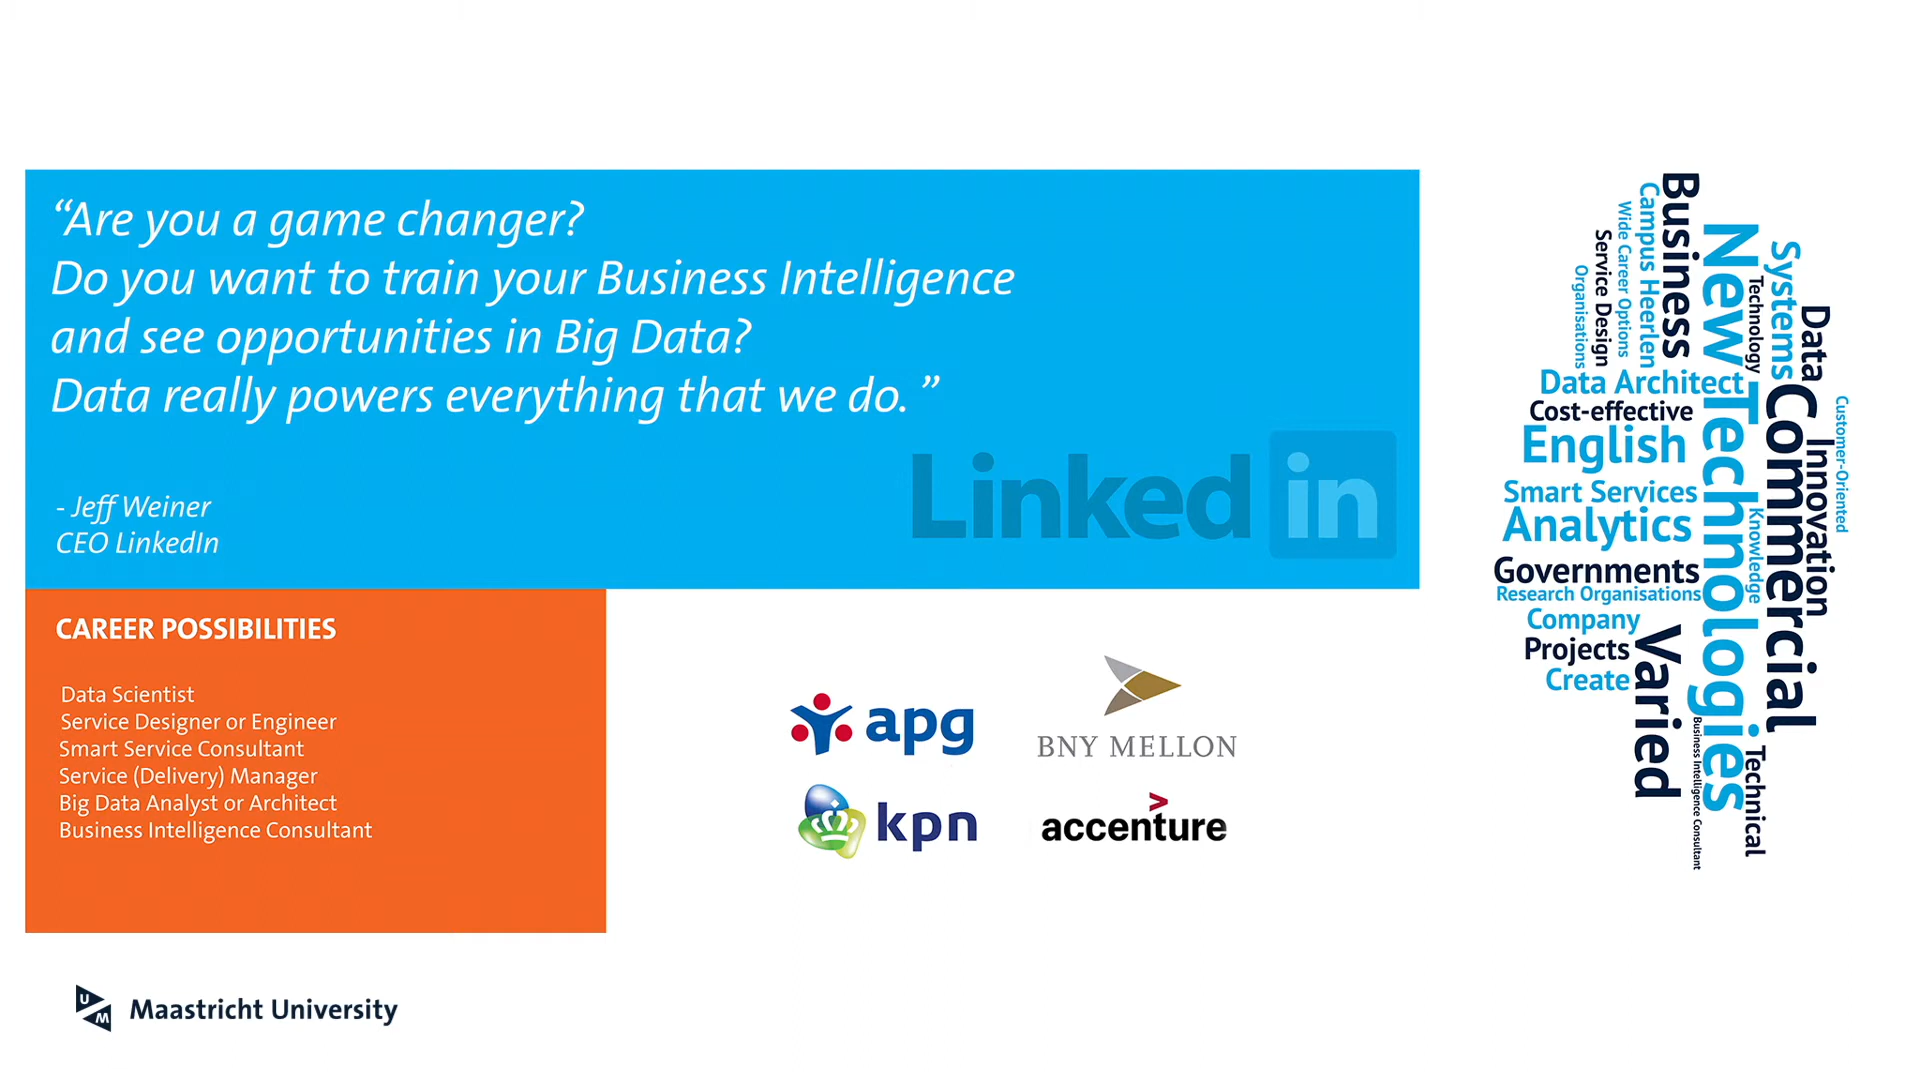 “Are you a game changer?
Do you want to train your Business Intelligence
and see opportunities in Big Data?
Data really powers everything that we do. ”
- Jeff Weiner
CEO LinkedIn
Linked in
CAREER POSSIBILITIES
Data Scientist
Service Designer or Engineer
Smart Service Consultant
Service (Delivery) Manager
Big Data Analyst or Architect
Business Intelligence Consultant
apg
BNY MELLON
kpn
accenture
Organisations
Service Design
Wide Career Options
Campus Heerlen
Business
New Technologies
Technology
Systems
Data
Data Architect
Cost-effective
English
Smart Services
Analytics
Governments
Research Organisations
Company
Projects
Create
Varied
Business Intelligence Consultant
Technical
Knowledge
Commercial
Innovation
Customer-Oriented
UM
Maastricht University